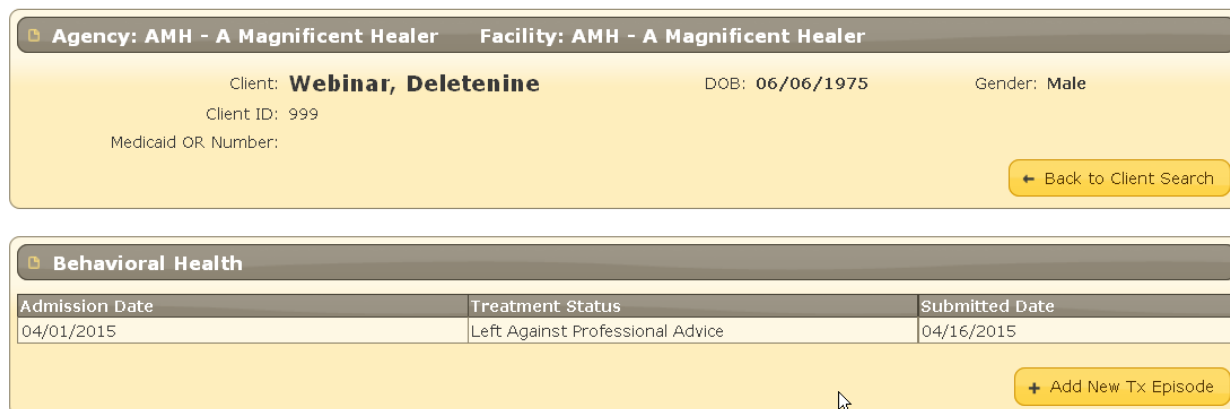 Agency: AMH - A Magnificent Healer Facility: AMH - A Magnificent Healer
Client: Webinar, Deletenine DOB: 06/06/1975 Gender: Male
Client ID: 999
Medicaid OR Number:
Back to Client Search
Behavioral Health
Admission Date Treatment Status Submitted Date
04/01/2015 Left Against Professional Advice 04/16/2015
+ Add New Tx Episode